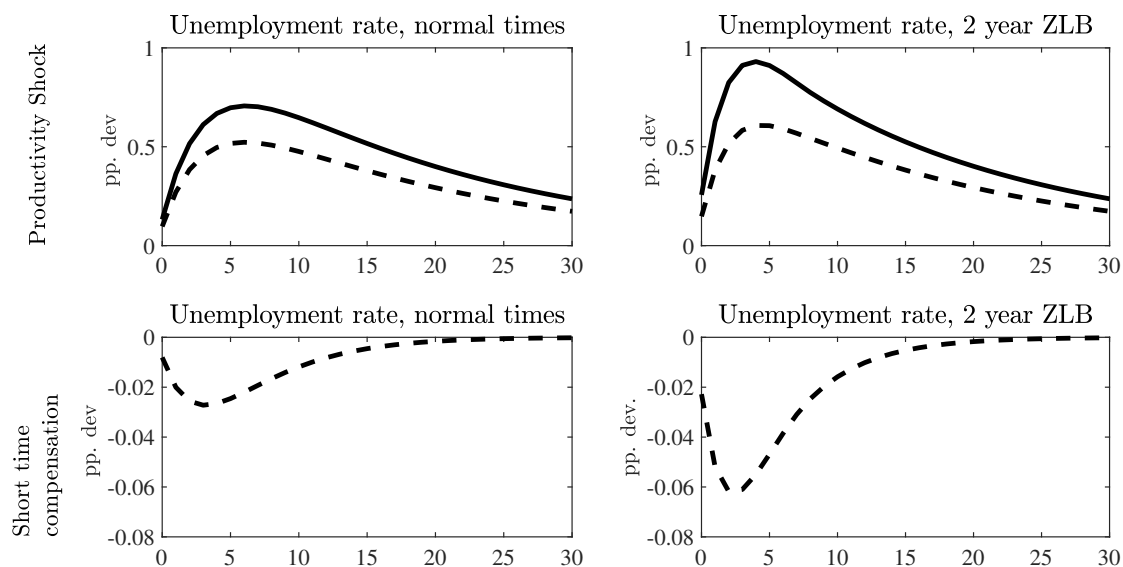 Productivity Shock
Unemployment rate, normal times
pp. dev
1
0.5
0
0 5 10 15 20 25 30
Unemployment rate, 2 year ZLB
pp. dev
1
0.5
0
0 5 10 15 20 25 30
Short time
compensation
Unemployment rate, normal times
pp. dev
0
-0.02
-0.04
-0.06
-0.08
0 5 10 15 20 25 30
Unemployment rate, 2 year ZLB
pp. dev.
0
-0.02
-0.04
-0.06
-0.08
0 5 10 15 20 25 30